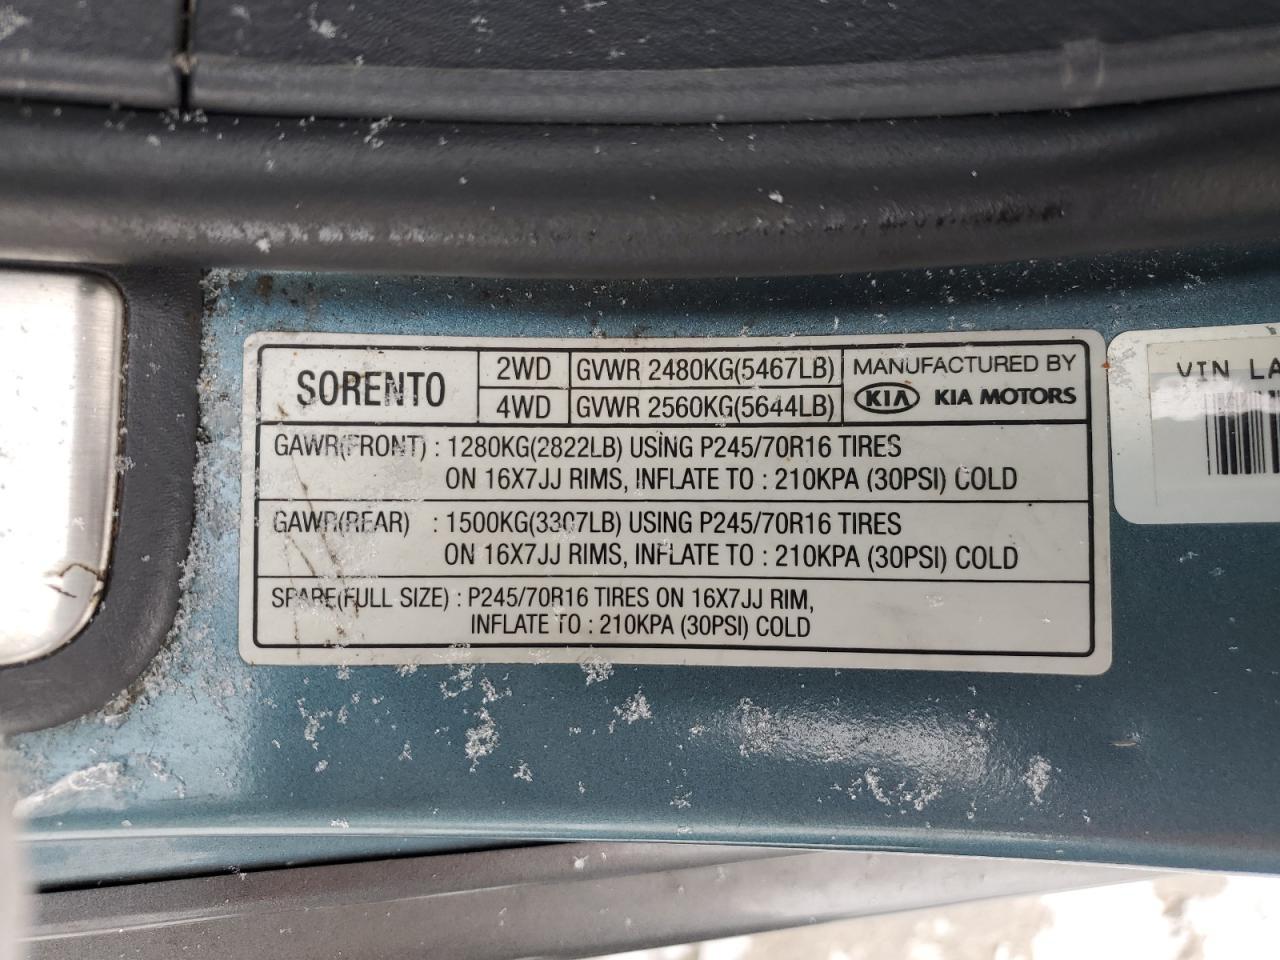 SORENTO
2WD GVWR 2480KG(5467LB)
4WD GVWR 2560KG(5644LB)
MANUFACTURED BY
KIA KIA MOTORS
GAWR(FRONT) : 1280KG(2822LB) USING P245/70R16 TIRES
ON 16X7JJ RIMS, INFLATE TO : 210KPA (30PSI) COLD
GAWR(REAR) : 1500KG(3307LB) USING P245/70R16 TIRES
ON 16X7JJ RIMS, INFLATE TO : 210KPA (30PSI) COLD
SPARE(FULL SIZE) : P245/70R16 TIRES ON 16X7JJ RIM,
INFLATE TO : 210KPA (30PSI) COLD
VIN LA